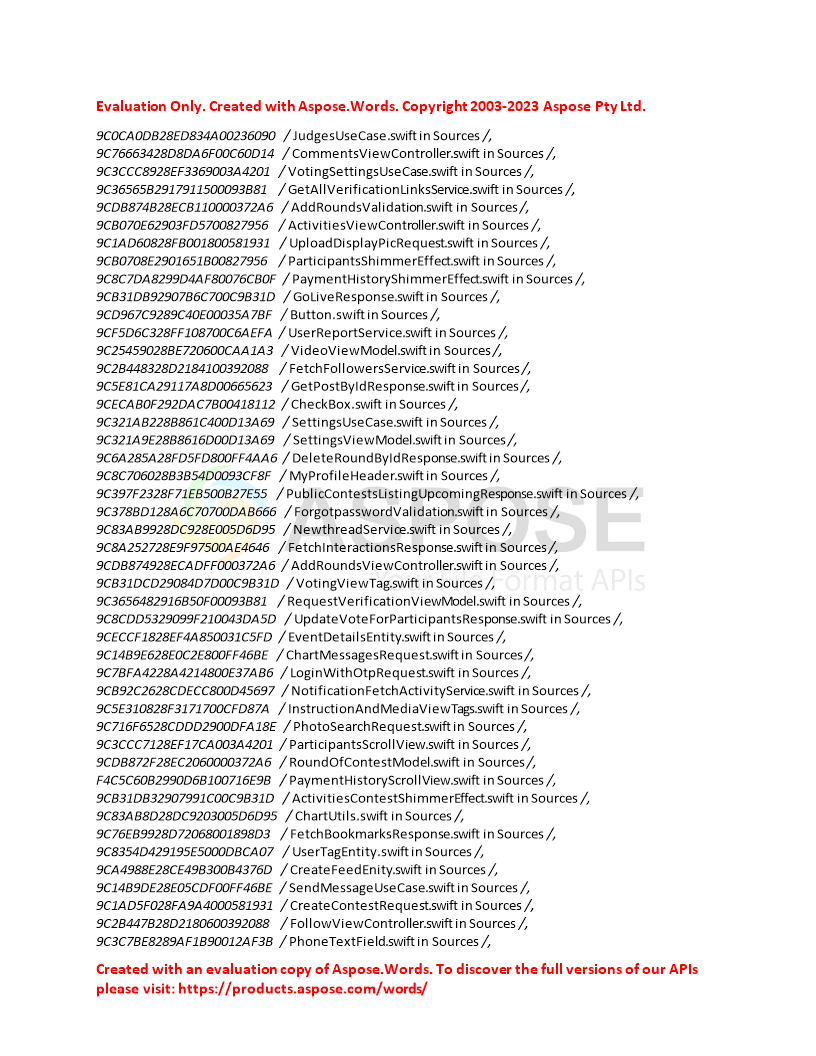 Evaluation Only. Created with Aspose.Words. Copyright 2003-2023 Aspose Pty Ltd.
9C0CA0DB28ED834A00236090 / JudgesUseCase.swift in Sources /,
9C76663428D8DA6F00C60D14 / CommentsViewController.swift in Sources /,
9C3CCC8928EF3369003A4201 / VotingSettingsUseCase.swift in Sources /,
9C36565B2917911500093B81 / GetAllVerificationLinksService.swift in Sources /,
9CDB874B28ECB110000372A6 / AddRoundsValidation.swift in Sources /,
9CB070E62903FD5700827956 / ActivitiesViewController.swift in Sources /,
9C1AD60828FB001800581931 / UploadDisplayPicRequest.swift in Sources /,
9CB0708E2901651B00827956 / ParticipantsShimmerEffect.swift in Sources /,
9C8C7DA8299D4AF80076CB0F / PaymentHistoryShimmerEffect.swift in Sources /,
9CB31DB92907B6C700C9B31D / GoLiveResponse.swift in Sources /,
9CD967C9289C40E00035A7BF / Button.swift in Sources /,
9CF5D6C328FF108700C6AEFA / UserReportService.swift in Sources /,
9C25459028BE720600CAA1A3 / VideoViewModel.swift in Sources /,
9C2B448328D2184100392088 / FetchFollowersService.swift in Sources /,
9C5E81CA29117A8D00665623 / GetPostByIdResponse.swift in Sources /,
9CECAB0F292DAC7B00418112 / CheckBox.swift in Sources /,
9C321AB228B861C400D13A69 / SettingsUseCase.swift in Sources /,
9C321A9E28B8616D00D13A69 / SettingsViewModel.swift in Sources /,
9C6A285A28FD5FD800FF4AA6 / DeleteRoundByIdResponse.swift in Sources /,
9C8C706028B3B54D0093CF8F / MyProfileHeader.swift in Sources /,
9C397F2328F71EB500B27E55 / PublicContestsListingUpcomingResponse.swift in Sources /,
9C378BD128A6C70700DAB666 / ForgotpasswordValidation.swift in Sources /,
9C83AB9928DC928E005D6D95 / NewthreadService.swift in Sources /,
9C8A252728E9F97500AE4646 / FetchInteractionsResponse.swift in Sources /,
9CDB874928ECADFF000372A6 / AddRoundsViewController.swift in Sources /,
9CB31DCD29084D7D00C9B31D / VotingViewTag.swift in Sources /,
9C3656482916B50F00093B81 / RequestVerificationViewModel.swift in Sources /,
9C8CDD5329099F210043DA5D / UpdateVoteForParticipantsResponse.swift in Sources /,
9CECCF1828EF4A850031C5FD / EventDetailsEntity.swift in Sources /,
9C14B9E628E0C2E800FF46BE / ChartMessagesRequest.swift in Sources /,
9C7BFA4228A4214800E37AB6 / LoginWithOtpRequest.swift in Sources /,
9CB92C2628CDECC800D45697 / NotificationFetchActivityService.swift in Sources /,
9C5E310828F3171700CFD87A / InstructionAndMediaViewTags.swift in Sources /,
9C716F6528CDDD2900DFA18E / PhotoSearchRequest.swift in Sources /,
9C3CCC7128EF17CA003A4201 / ParticipantsScrollView.swift in Sources /,
9CDB872F28EC2060000372A6 / RoundOfContestModel.swift in Sources /,
F4C5C60B2990D6B100716E9B / PaymentHistoryScrollView.swift in Sources /,
9CB31DB32907991C00C9B31D / ActivitiesContestShimmerEffect.swift in Sources /,
9C83AB8D28DC9203005D6D95 / ChartUtils.swift in Sources /,
9C76EB9928D72068001898D3 / FetchBookmarksResponse.swift in Sources /,
9C8354D429195E5000DBCA07 / UserTagEntity.swift in Sources /,
9CA4988E28CE49B300B4376D / CreateFeedEnity.swift in Sources /,
9C14B9DE28E05CDF00FF46BE / SendMessageUseCase.swift in Sources /,
9C1AD5F028FA9A4000581931 / CreateContestRequest.swift in Sources /,
9C2B447B28D2180600392088 / FollowViewController.swift in Sources /,
9C3C7BE8289AF1B90012AF3B / PhoneTextField.swift in Sources /,
Created with an evaluation copy of Aspose.Words. To discover the full versions of our APIs
please visit: https://products.aspose.com/words/
ASPOSE
Your File Format APIs